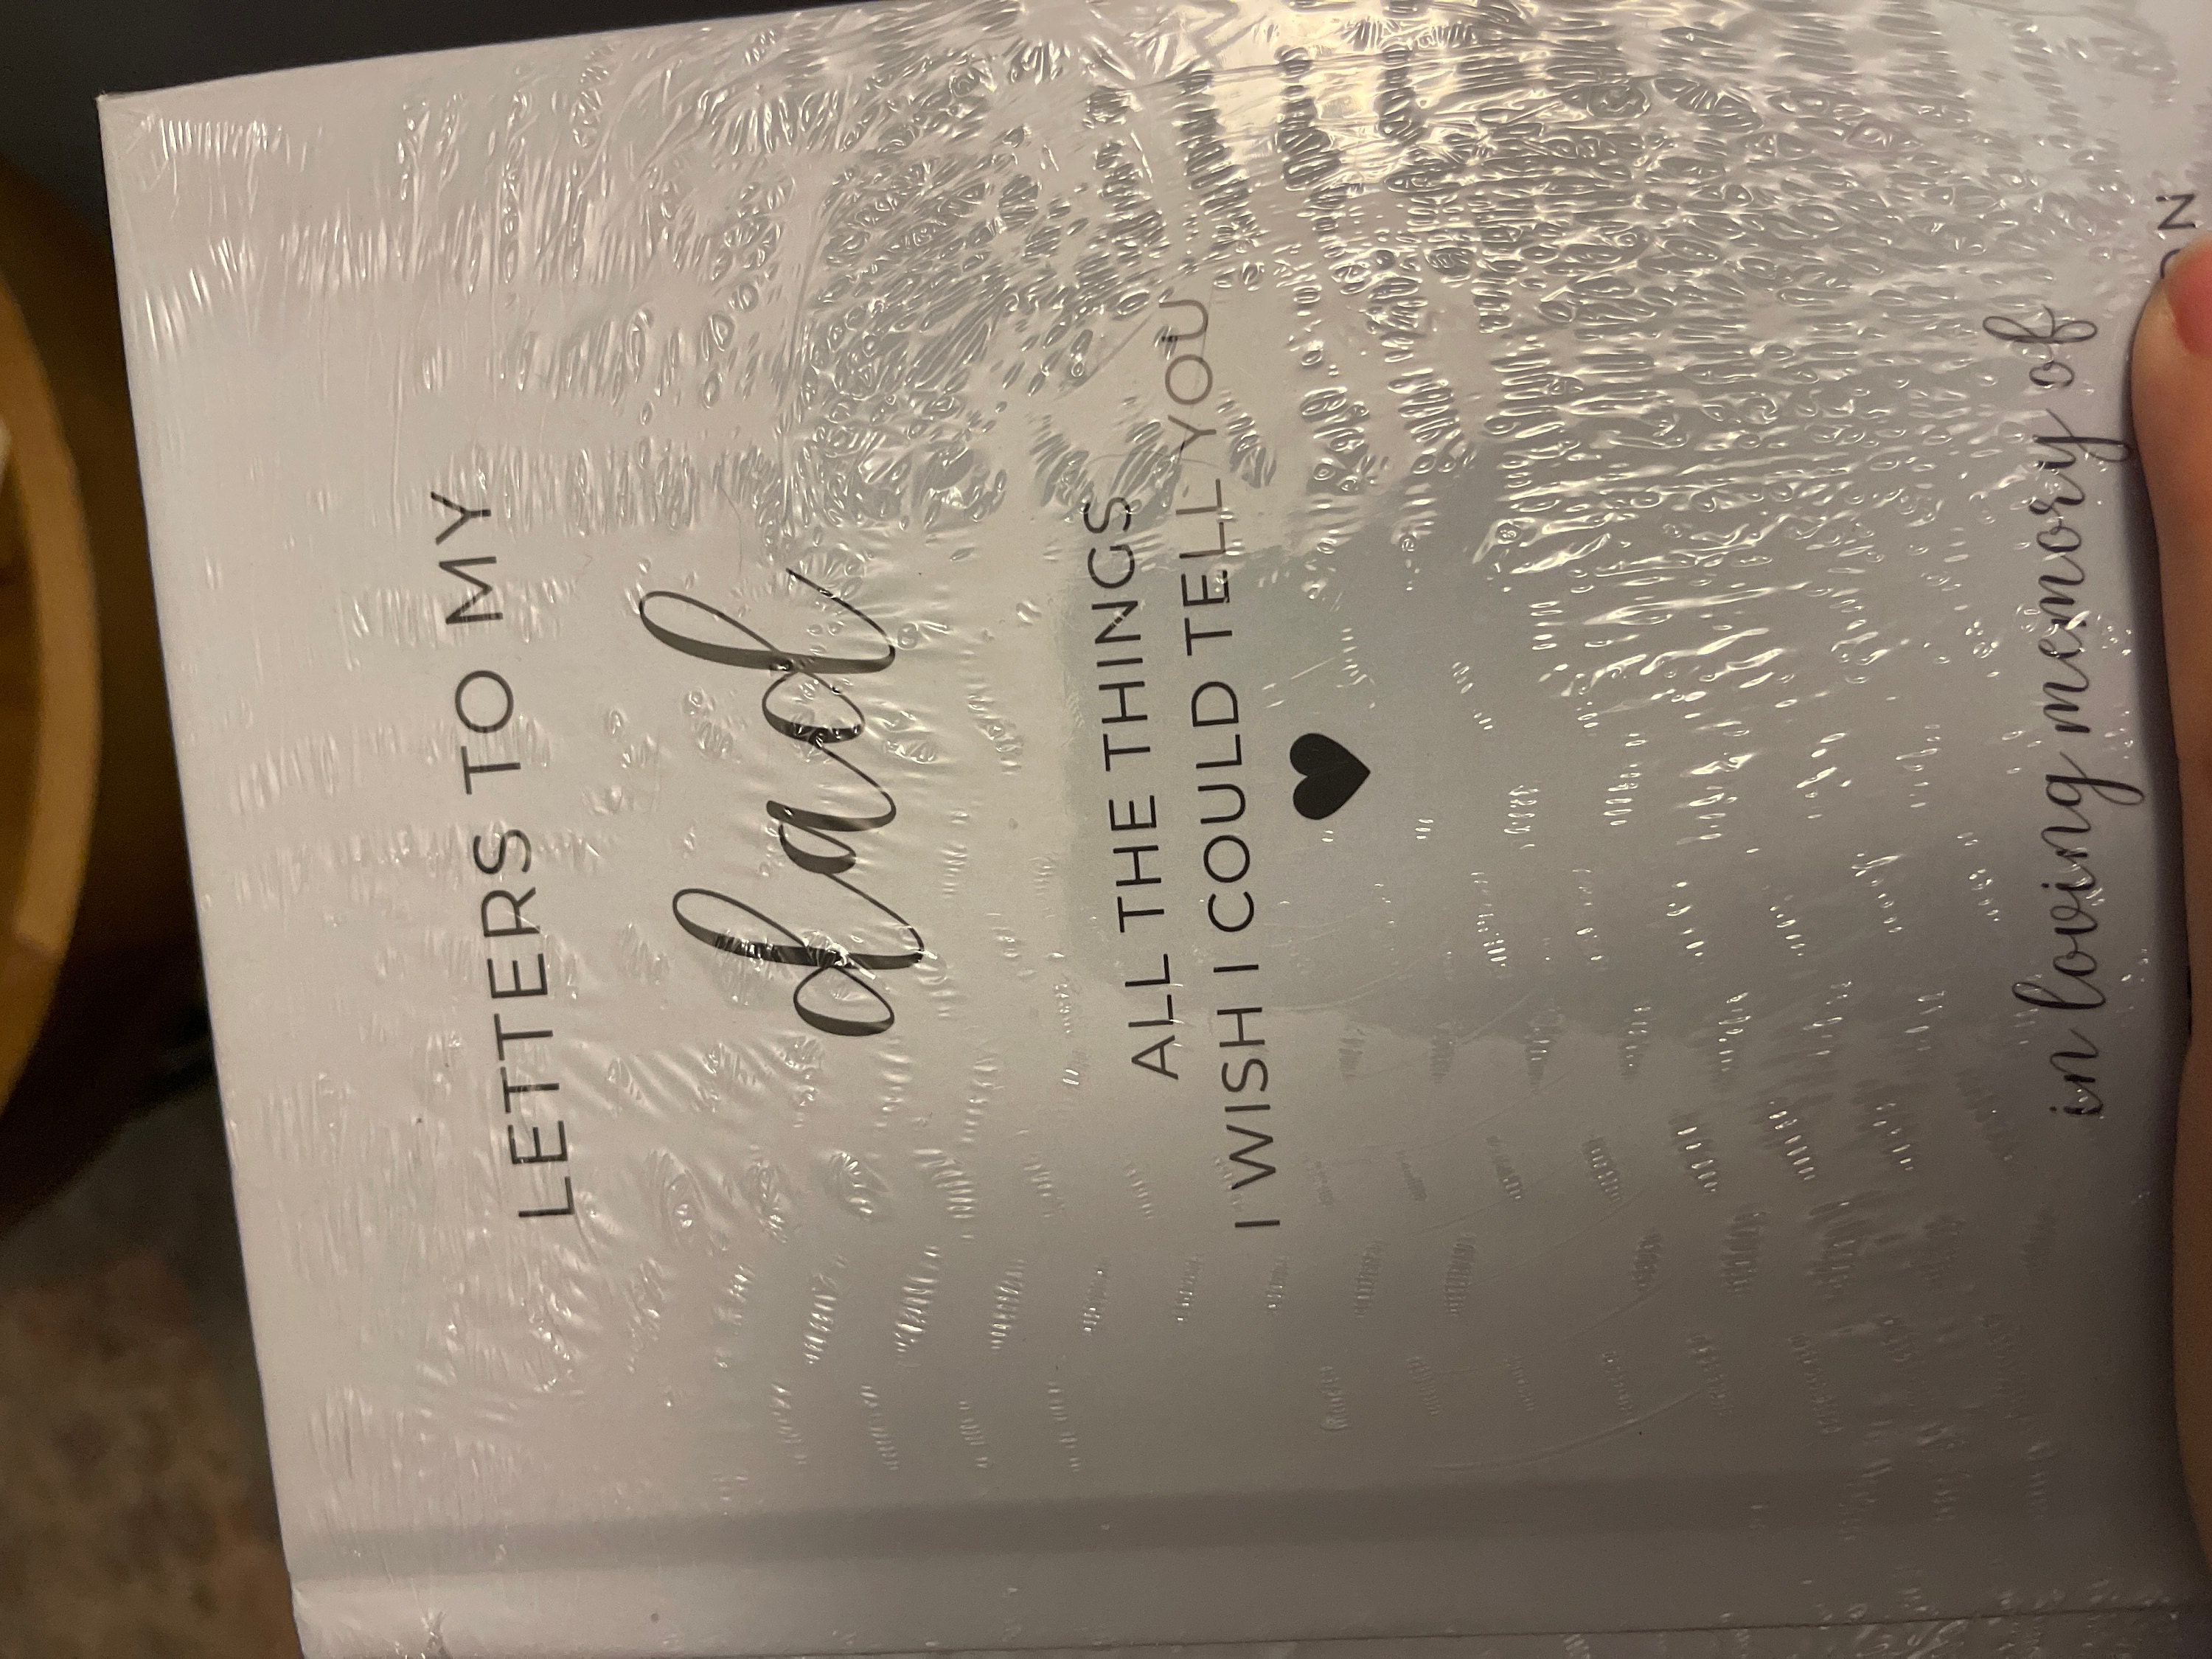 LETTERS TO MY
dad
ALL THE THINGS
I WISH I COULD TELL YOU
in loving memory of